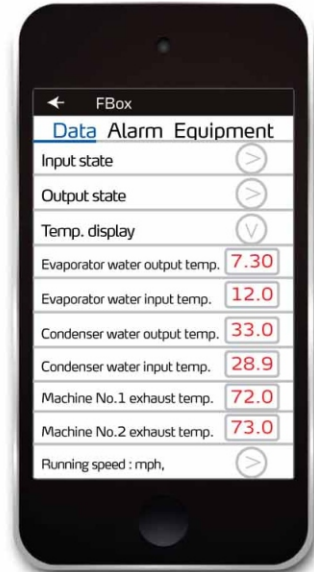 ← FBox
Data Alarm Equipment
Input state >
Output state >
Temp. display v
Evaporator water output temp. 7.30
Evaporator water input temp. 12.0
Condenser water output temp. 33.0
Condenser water input temp. 28.9
Machine No.1 exhaust temp. 72.0
Machine No.2 exhaust temp. 73.0
Running speed : mph, >